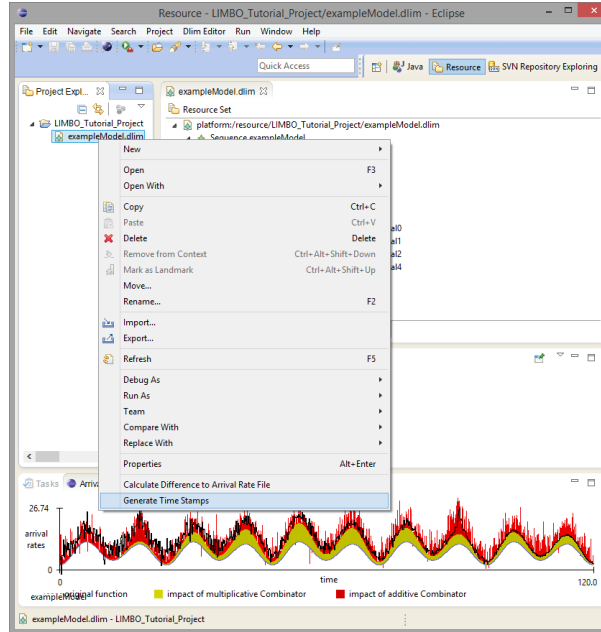 Resource - LIMBO_Tutorial_Project/exampleModel.dlim - Eclipse
File Edit Navigate Search Project Dlim Editor Run Window Help
Quick Access
Java Resource SVN Repository Exploring
Project Expl...
exampleModel.dlim
Resource Set
LIMBO_Tutorial_Project
platform:/resource/LIMBO_Tutorial_Project/exampleModel.dlim
exampleModel.dlim
Sequence exampleModel
New
Open F3
Open With
Copy Ctrl+C
Paste Ctrl+V
Delete Delete
Remove from Context Ctrl+Alt+Shift+Down
Mark as Landmark Ctrl+Alt+Shift+Up
Move...
Rename... F2
Import...
Export...
Refresh F5
Debug As
Run As
Team
Compare With
Replace With
Properties Alt+Enter
Calculate Difference to Arrival Rate File
Generate Time Stamps
al0
al1
al2
al4
Tasks
26.74
arrival
rates
0
0
time
120.0
exampleModel
original function
impact of multiplicative Combinator
impact of additive Combinator
exampleModel.dlim - LIMBO_Tutorial_Project